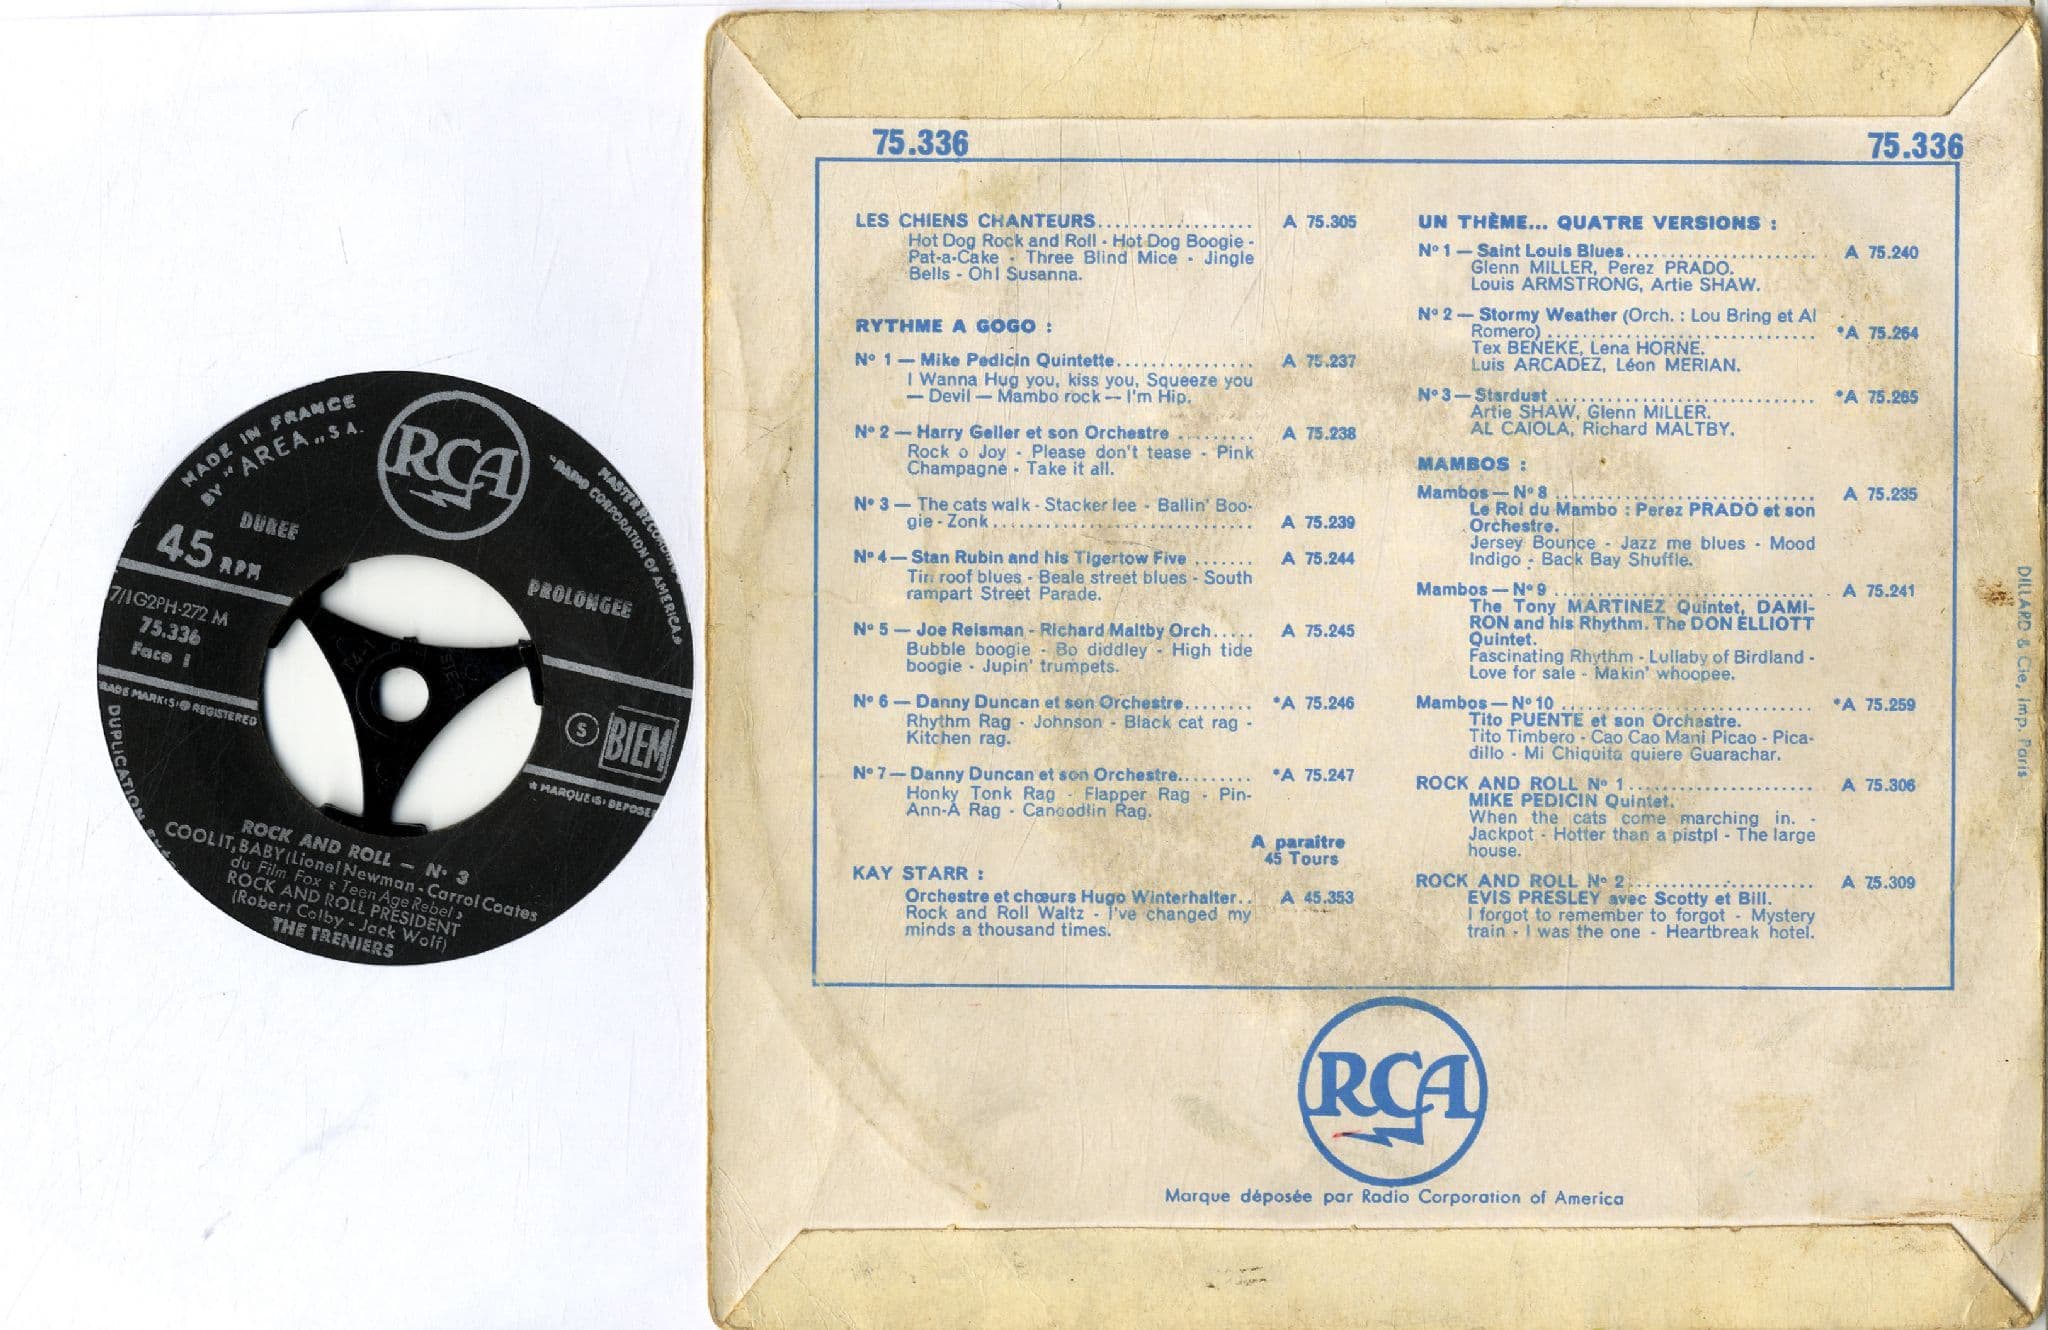 MADE IN FRANCE
BY "AREA„ S A.
RCA
MASTER RECORDING
"RADIO CORPORATION OF AMERICA„
DUREE
PROLONGEE
45 RPM
7/1G2PH-272 M
75.336
Face 1
TRADE MARK(S) ® REGISTERED
S
BIEM
* MARQUE(S) DEPOSEE
DUPLICATION
ROCK AND ROLL — N° 3
COOL IT, BABY (Lionel Newman - Carrol Coates
du Film Fox « Teen Age Rebel »
ROCK AND ROLL PRESIDENT
(Robert Colby - Jack Wolf)
THE TRENIERS
75.336
75.336
LES CHIENS CHANTEURS.................. A 75.305
Hot Dog Rock and Roll - Hot Dog Boogie -
Pat-a-Cake - Three Blind Mice - Jingle
Bells - Oh! Susanna.
RYTHME A GOGO :
N° 1 — Mike Pedicin Quintette................ A 75.237
I Wanna Hug you, kiss you, Squeeze you
— Devil — Mambo rock — I'm Hip.
N° 2 — Harry Geller et son Orchestre ......... A 75.238
Rock o Joy - Please don't tease - Pink
Champagne - Take it all.
N° 3 — The cats walk - Stacker lee - Ballin' Boo-
gie - Zonk.............................. A 75.239
N° 4 — Stan Rubin and his Tigertow Five ....... A 75.244
Tin roof blues - Beale street blues - South
rampart Street Parade.
N° 5 — Joe Reisman - Richard Maltby Orch..... A 75.245
Bubble boogie - Bo diddley - High tide
boogie - Jupin' trumpets.
N° 6 — Danny Duncan et son Orchestre........ *A 75.246
Rhythm Rag - Johnson - Black cat rag -
Kitchen rag.
N° 7 — Danny Duncan et son Orchestre......... *A 75.247
Honky Tonk Rag - Flapper Rag - Pin-
Ann-A Rag - Canoodlin Rag.
A paraître
45 Tours
KAY STARR :
Orchestre et chœurs Hugo Winterhalter.. A 45.353
Rock and Roll Waltz - I've changed my
minds a thousand times.
UN THÈME... QUATRE VERSIONS :
N° 1 — Saint Louis Blues....................... A 75.240
Glenn MILLER, Perez PRADO.
Louis ARMSTRONG, Artie SHAW.
N° 2 — Stormy Weather (Orch. : Lou Bring et Al
Romero) ................................ *A 75.264
Tex BENEKE, Lena HORNE.
Luis ARCADEZ, Léon MERIAN.
N° 3 — Stardust ............................... *A 75.265
Artie SHAW, Glenn MILLER.
AL CAIOLA, Richard MALTBY.
MAMBOS :
Mambos — N° 8 ............................... A 75.235
Le Roi du Mambo : Perez PRADO et son
Orchestre.
Jersey Bounce - Jazz me blues - Mood
Indigo - Back Bay Shuffle.
Mambos — N° 9 ............................... A 75.241
The Tony MARTINEZ Quintet, DAMI-
RON and his Rhythm. The DON ELLIOTT
Quintet.
Fascinating Rhythm - Lullaby of Birdland -
Love for sale - Makin' whoopee.
Mambos — N° 10 .............................. *A 75.259
Tito PUENTE et son Orchestre.
Tito Timbero - Cao Cao Mani Picao - Pica-
dillo - Mi Chiquita quiere Guarachar.
ROCK AND ROLL N° 1....................... A 75.306
MIKE PEDICIN Quintet.
When the cats come marching in. -
Jackpot - Hotter than a pistpl - The large
house.
ROCK AND ROLL N° 2....................... A 75.309
EVIS PRESLEY avec Scotty et Bill.
I forgot to remember to forgot - Mystery
train - I was the one - Heartbreak hotel.
RCA
Marque déposée par Radio Corporation of America
DILLARD & Cie, Imp. Paris